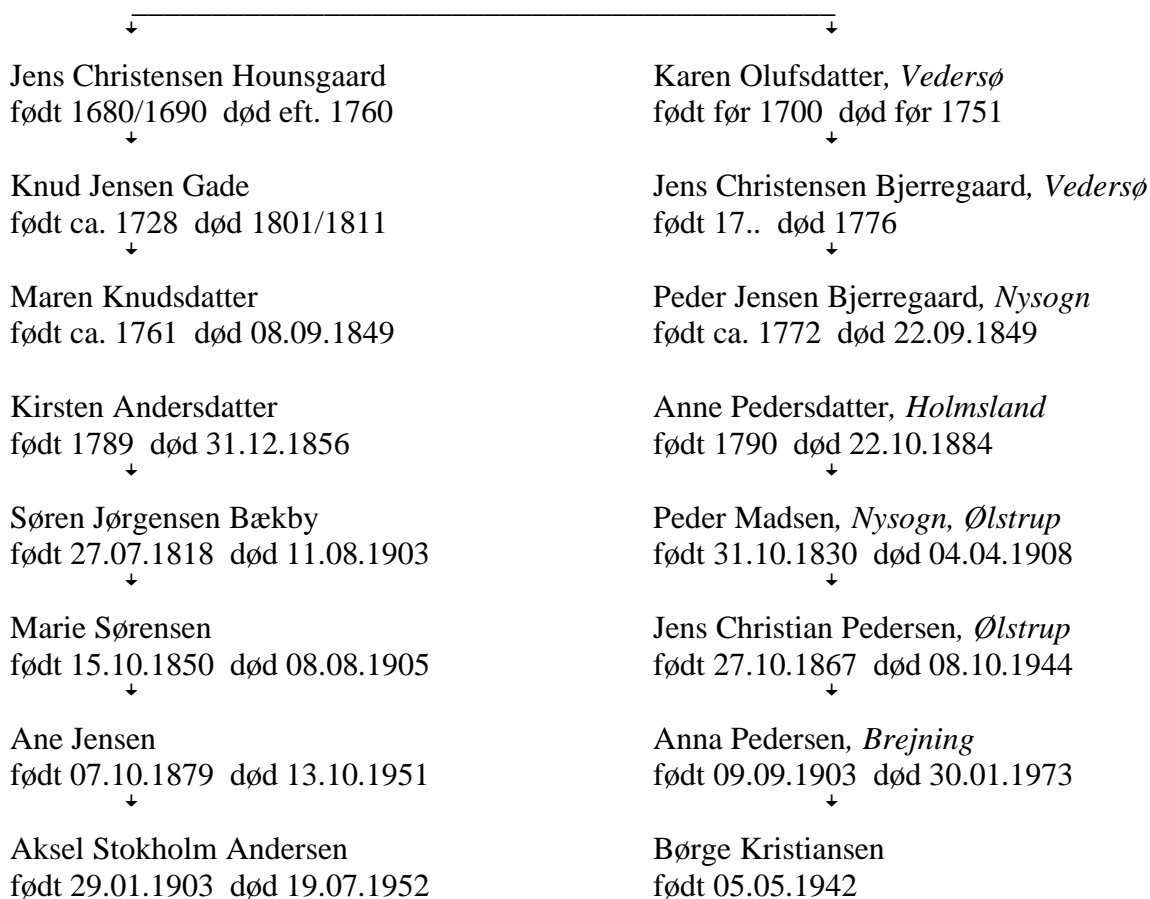 Jens Christensen Hounsgaard
født 1680/1690  død eft. 1760
Knud Jensen Gade
født ca. 1728  død 1801/1811
Maren Knudsdatter
født ca. 1761  død 08.09.1849
Kirsten Andersdatter
født 1789  død 31.12.1856
Søren Jørgensen Bækby
født 27.07.1818  død 11.08.1903
Marie Sørensen
født 15.10.1850  død 08.08.1905
Ane Jensen
født 07.10.1879  død 13.10.1951
Aksel Stokholm Andersen
født 29.01.1903  død 19.07.1952
Karen Olufsdatter, Vedersø
født før 1700  død før 1751
Jens Christensen Bjerregaard, Vedersø
født 17..  død 1776
Peder Jensen Bjerregaard, Nysogn
født ca. 1772  død 22.09.1849
Anne Pedersdatter, Holmsland
født 1790  død 22.10.1884
Peder Madsen, Nysogn, Ølstrup
født 31.10.1830  død 04.04.1908
Jens Christian Pedersen, Ølstrup
født 27.10.1867  død 08.10.1944
Anna Pedersen, Brejning
født 09.09.1903  død 30.01.1973
Børge Kristiansen
født 05.05.1942